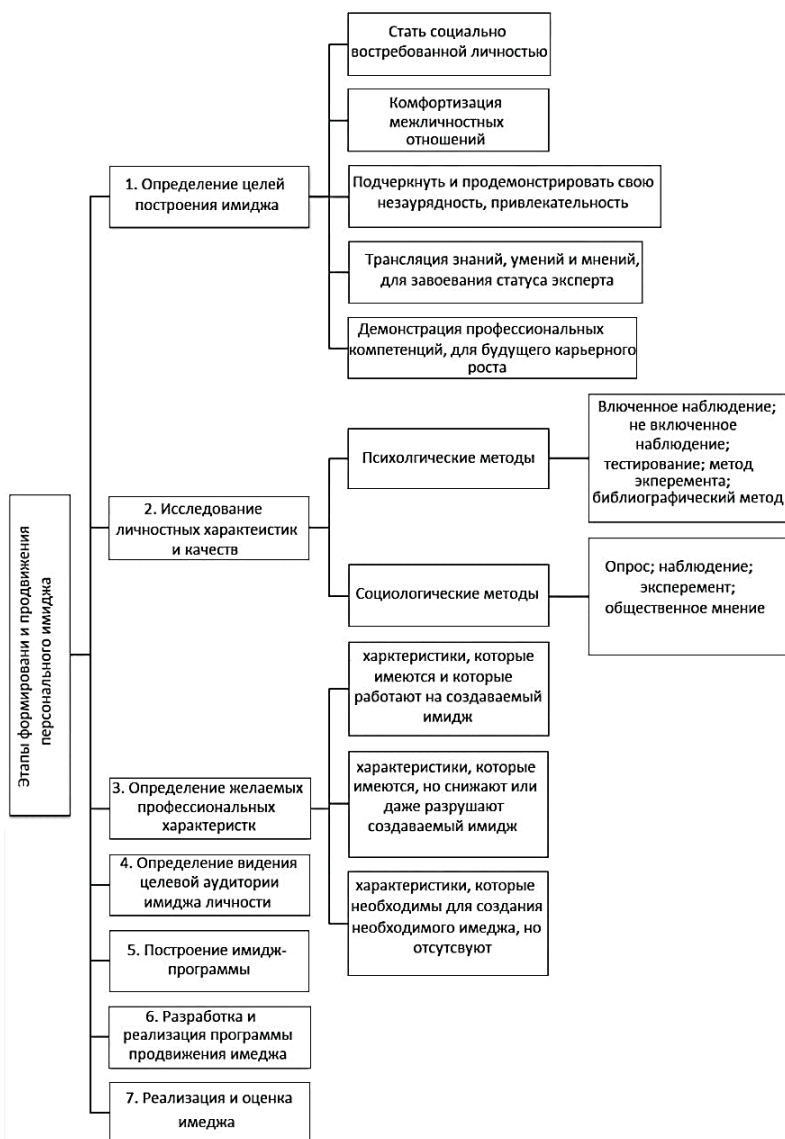 Этапы формировани и продвижения
персонального имиджа
1. Определение целей
построения имиджа
Стать социально
востребованной личностью
Комфортизация
межличностных
отношений
Подчеркнуть и продемонстрировать свою
незаурядность, привлекательность
Трансляция знаний, умений и мнений,
для завоевания статуса эксперта
Демонстрация профессиональных
компетенций, для будущего карьерного
роста
2. Исследование
личностных характеистик
и качеств
Психолгические методы
Влюченное наблюдение;
не включенное
наблюдение;
тестирование; метод
экперемента;
библиографический метод
Социологические методы
Опрос; наблюдение;
эксперемент;
общественное мнение
3. Определение желаемых
профессиональных
характеристк
харктеристики, которые
имеются и которые
работают на создаваемый
имидж
характеристики, которые
имеются, но снижают или
даже разрушают
создаваемый имидж
характеристики, которые
необходимы для создания
необходимого имеджа, но
отсутсвуют
4. Определение видения
целевой аудитории
имиджа личности
5. Построение имидж-
программы
6. Разработка и
реализация программы
продвижения имеджа
7. Реализация и оценка
имеджа